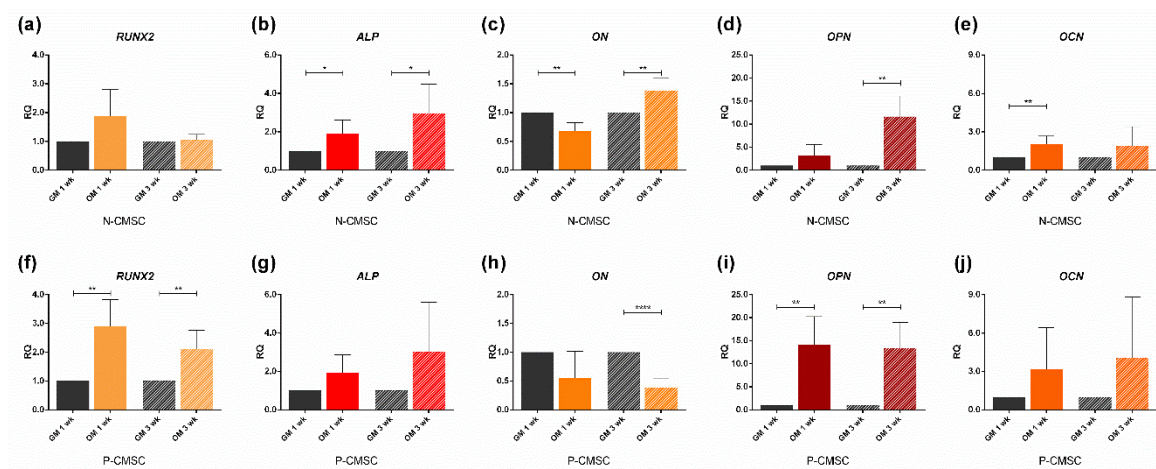 (a) RUNX2
RQ
4.0
3.0
2.0
1.0
0.0
GM 1 wk
OM 1 wk
GM 3 wk
OM 3 wk
N-CMSC
(b) ALP
RQ
6.0
4.0
2.0
0.0
*
*
GM 1 wk
OM 1 wk
GM 3 wk
OM 3 wk
N-CMSC
(c) ON
RQ
2.0
1.5
1.0
0.5
0.0
**
**
GM 1 wk
OM 1 wk
GM 3 wk
OM 3 wk
N-CMSC
(d) OPN
RQ
25.0
20.0
15.0
10.0
5.0
0.0
**
GM 1 wk
OM 1 wk
GM 3 wk
OM 3 wk
N-CMSC
(e) OCN
RQ
9.0
6.0
3.0
0.0
**
GM 1 wk
OM 1 wk
GM 3 wk
OM 3 wk
N-CMSC
(f) RUNX2
RQ
4.0
3.0
2.0
1.0
0.0
**
**
GM 1 wk
OM 1 wk
GM 3 wk
OM 3 wk
P-CMSC
(g) ALP
RQ
6.0
4.0
2.0
0.0
GM 1 wk
OM 1 wk
GM 3 wk
OM 3 wk
P-CMSC
(h) ON
RQ
2.0
1.5
1.0
0.5
0.0
****
GM 1 wk
OM 1 wk
GM 3 wk
OM 3 wk
P-CMSC
(i) OPN
RQ
25.0
20.0
15.0
10.0
5.0
0.0
**
**
GM 1 wk
OM 1 wk
GM 3 wk
OM 3 wk
P-CMSC
(j) OCN
RQ
9.0
6.0
3.0
0.0
GM 1 wk
OM 1 wk
GM 3 wk
OM 3 wk
P-CMSC